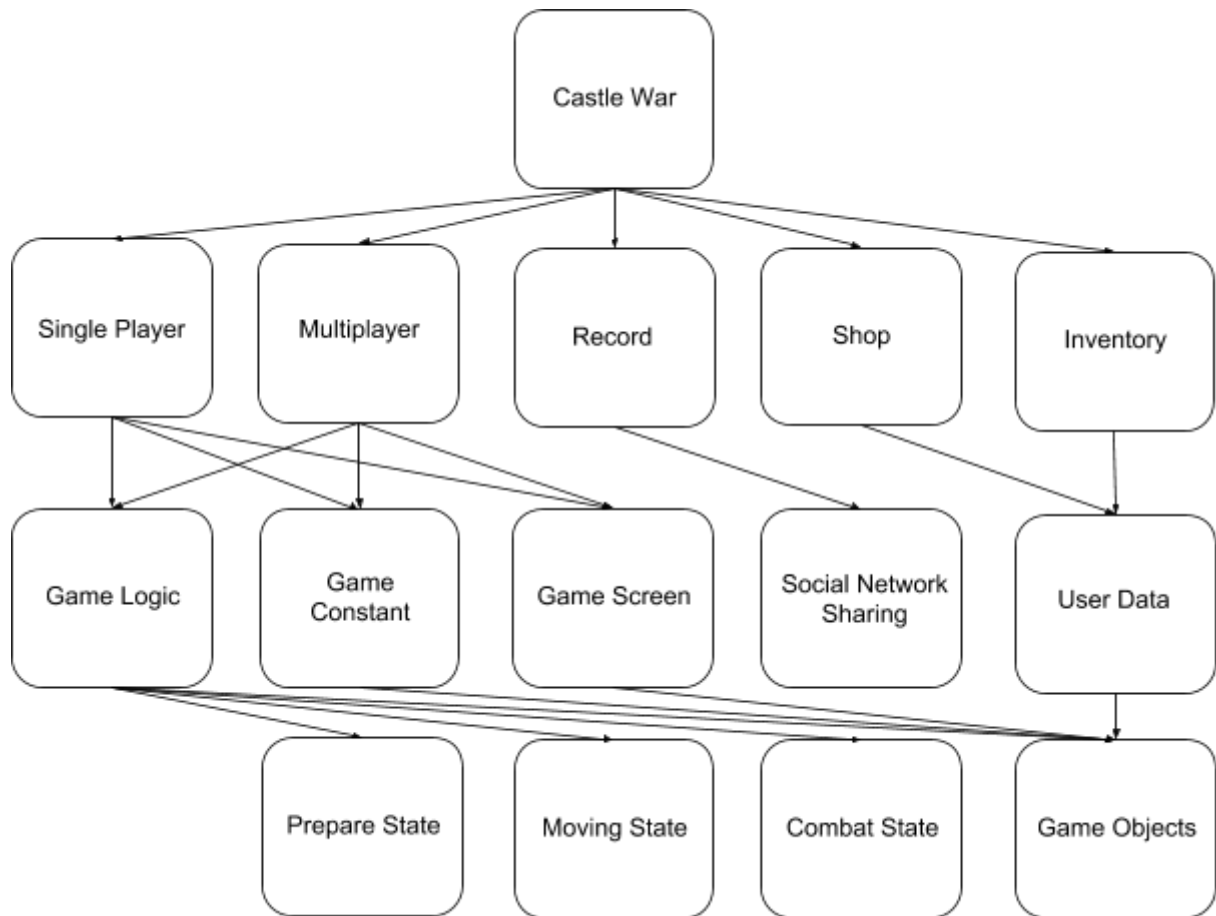 Castle War
Single Player
Multiplayer
Record
Shop
Inventory
Game Logic
Game
Constant
Game Screen
Social Network
Sharing
User Data
Prepare State
Moving State
Combat State
Game Objects